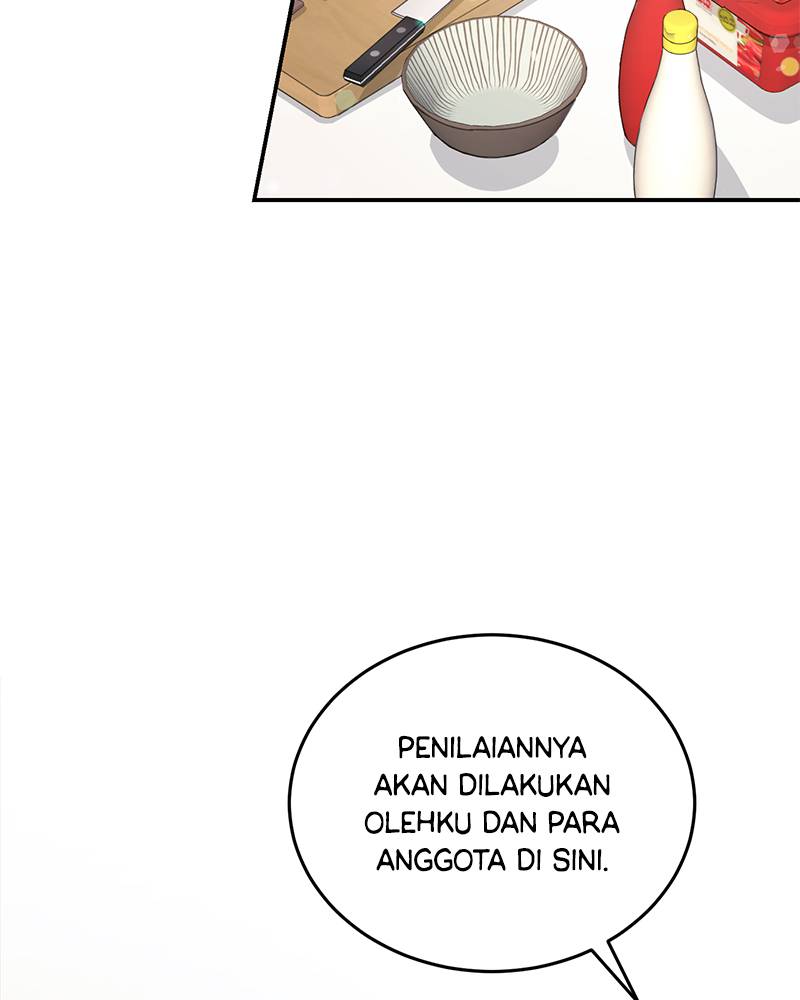 PENILAIANNYA
AKAN DILAKUKAN
OLEHKU DAN PARA
ANGGOTA DI SINI.